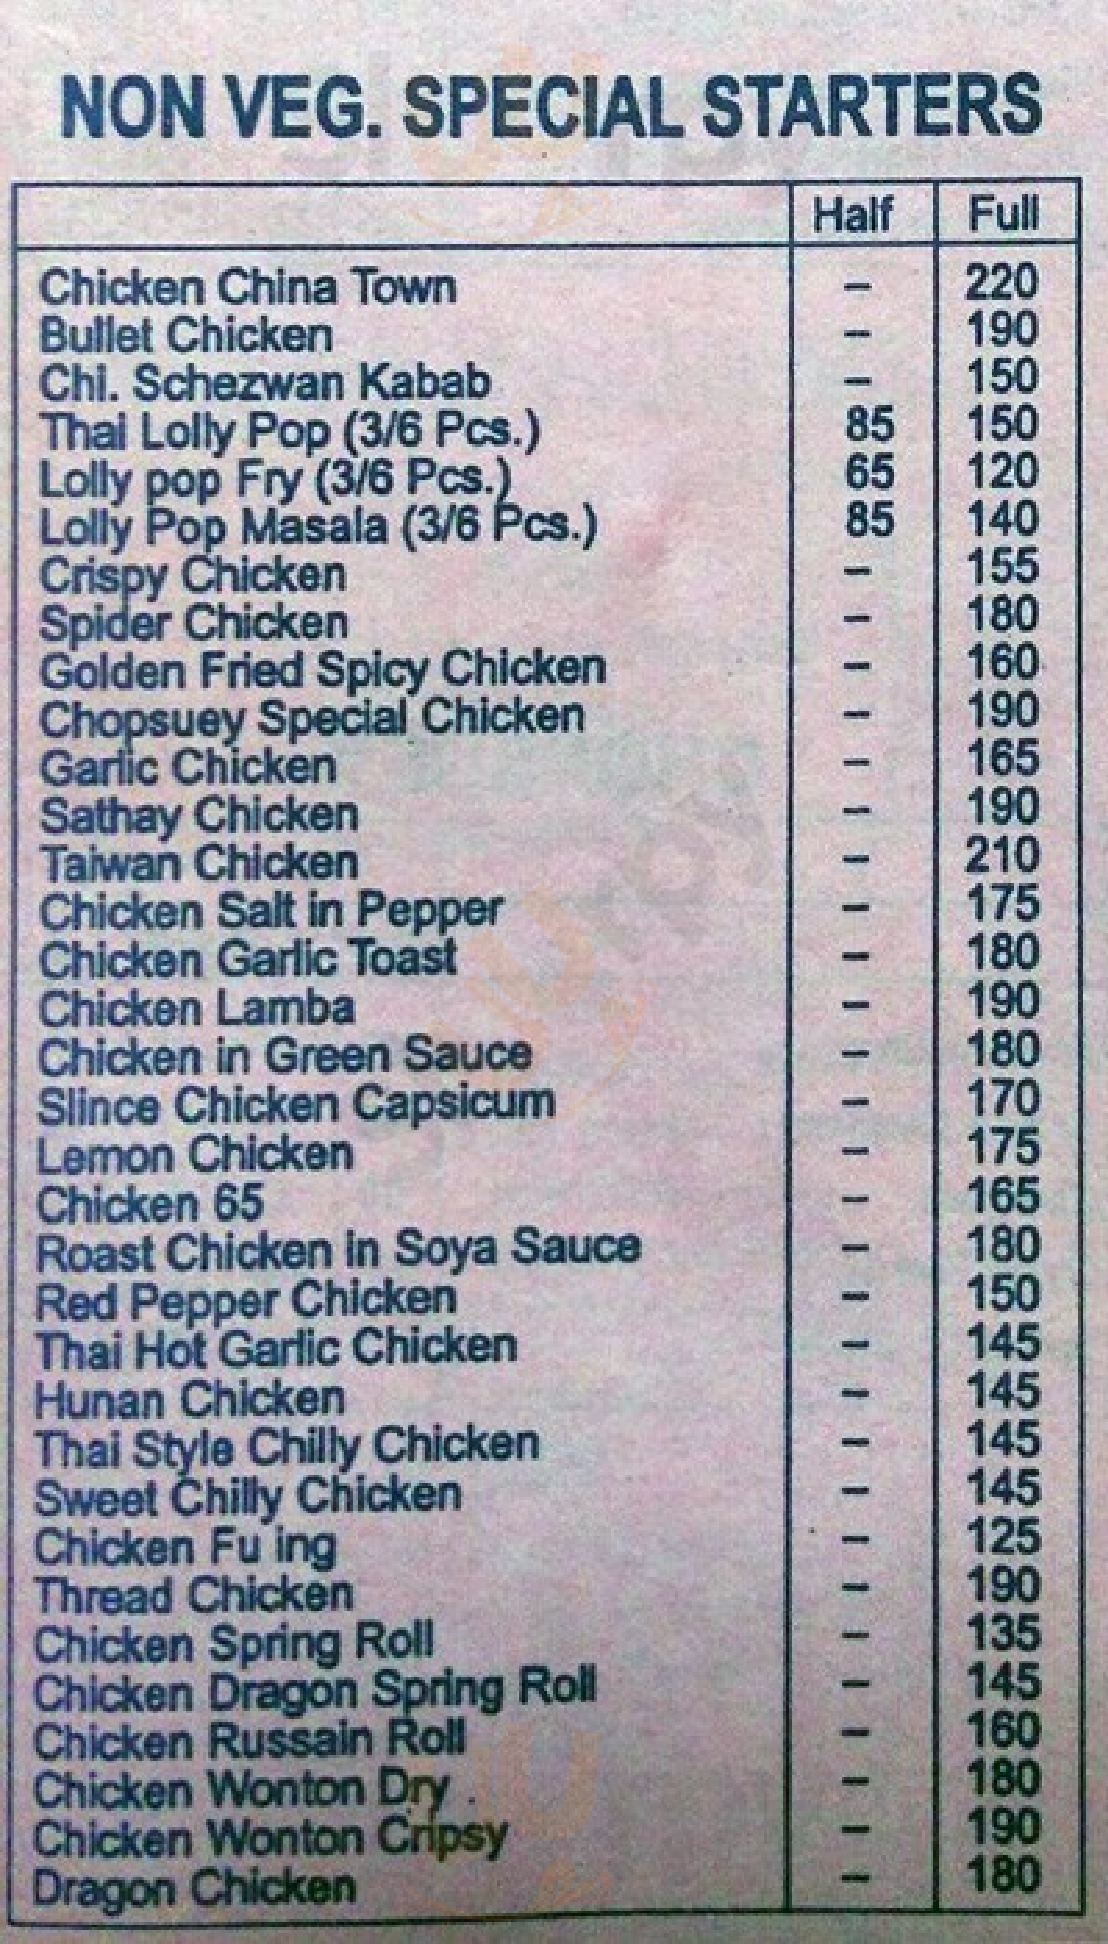 NON VEG. SPECIAL STARTERS
Half Full
Chicken China Town – 220
Bullet Chicken – 190
Chi. Schezwan Kabab – 150
Thai Lolly Pop (3/6 Pcs.) 85 150
Lolly pop Fry (3/6 Pcs.) 65 120
Lolly Pop Masala (3/6 Pcs.) 85 140
Crispy Chicken – 155
Spider Chicken – 180
Golden Fried Spicy Chicken – 160
Chopsuey Special Chicken – 190
Garlic Chicken – 165
Sathay Chicken – 190
Taiwan Chicken – 210
Chicken Salt in Pepper – 175
Chicken Garlic Toast – 180
Chicken Lamba – 190
Chicken in Green Sauce – 180
Slince Chicken Capsicum – 170
Lemon Chicken – 175
Chicken 65 – 165
Roast Chicken in Soya Sauce – 180
Red Pepper Chicken – 150
Thai Hot Garlic Chicken – 145
Hunan Chicken – 145
Thai Style Chilly Chicken – 145
Sweet Chilly Chicken – 145
Chicken Fu ing – 125
Thread Chicken – 190
Chicken Spring Roll – 135
Chicken Dragon Spring Roll – 145
Chicken Russain Roll – 160
Chicken Wonton Dry – 180
Chicken Wonton Cripsy – 190
Dragon Chicken – 180